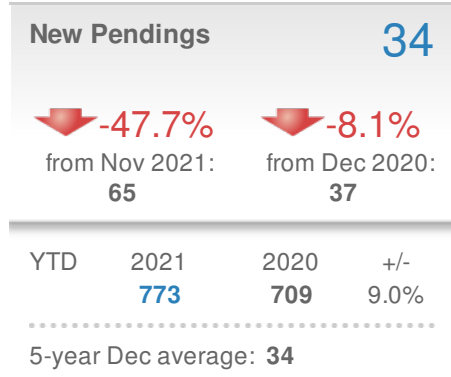 New Pendings 34
-47.7% -8.1%
from Nov 2021: from Dec 2020:
65 37
YTD 2021 2020 +/-
773 709 9.0%
5-year Dec average: 34